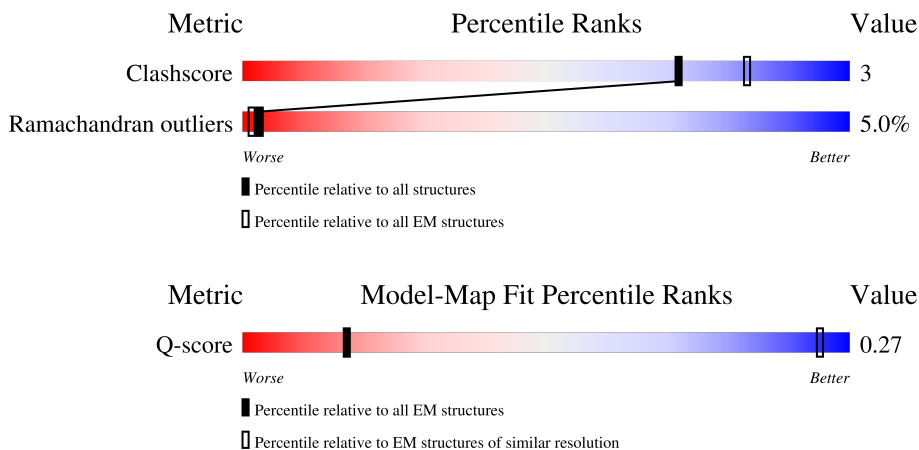 Metric Percentile Ranks Value
Clashscore 3
Ramachandran outliers 5.0%
Worse Better
Percentile relative to all structures
Percentile relative to all EM structures
Metric Model-Map Fit Percentile Ranks Value
Q-score 0.27
Worse Better
Percentile relative to all EM structures
Percentile relative to EM structures of similar resolution